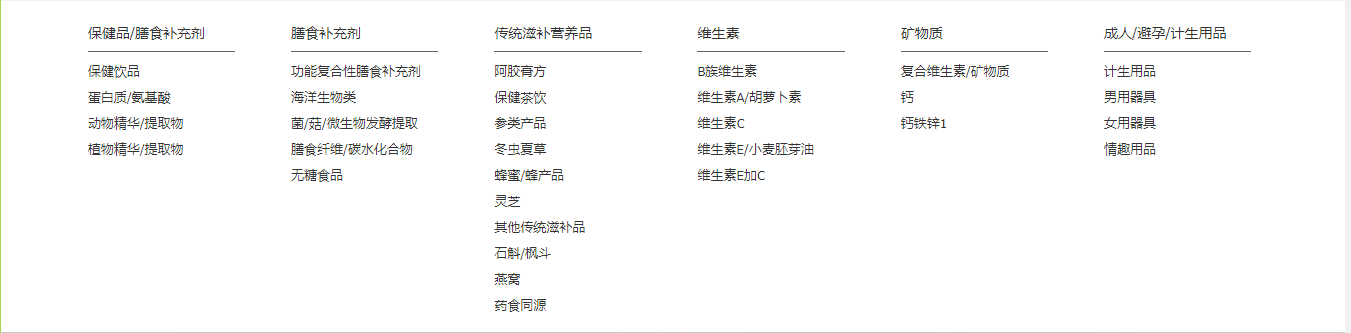 保健品/膳食补充剂
保健饮品
蛋白质/氨基酸
动物精华/提取物
植物精华/提取物
膳食补充剂
功能复合性膳食补充剂
海洋生物类
菌/菇/微生物发酵提取
膳食纤维/碳水化合物
无糖食品
传统滋补营养品
阿胶膏方
保健茶饮
参类产品
冬虫夏草
蜂蜜/蜂产品
灵芝
其他传统滋补品
石斛/枫斗
燕窝
药食同源
维生素
B族维生素
维生素A/胡萝卜素
维生素C
维生素E/小麦胚芽油
维生素E加C
矿物质
复合维生素/矿物质
钙
钙铁锌1
成人/避孕/计生用品
计生用品
男用器具
女用器具
情趣用品